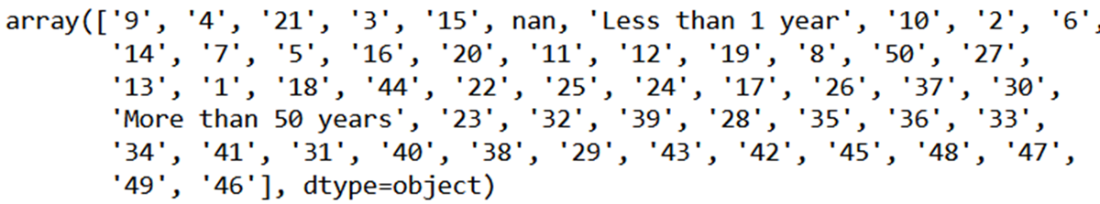 array(['9', '4', '21', '3', '15', nan, 'Less than 1 year', '10', '2', '6',
'14', '7', '5', '16', '20', '11', '12', '19', '8', '50', '27',
'13', '1', '18', '44', '22', '25', '24', '17', '26', '37', '30',
'More than 50 years', '23', '32', '39', '28', '35', '36', '33',
'34', '41', '31', '40', '38', '29', '43', '42', '45', '48', '47',
'49', '46'], dtype=object)